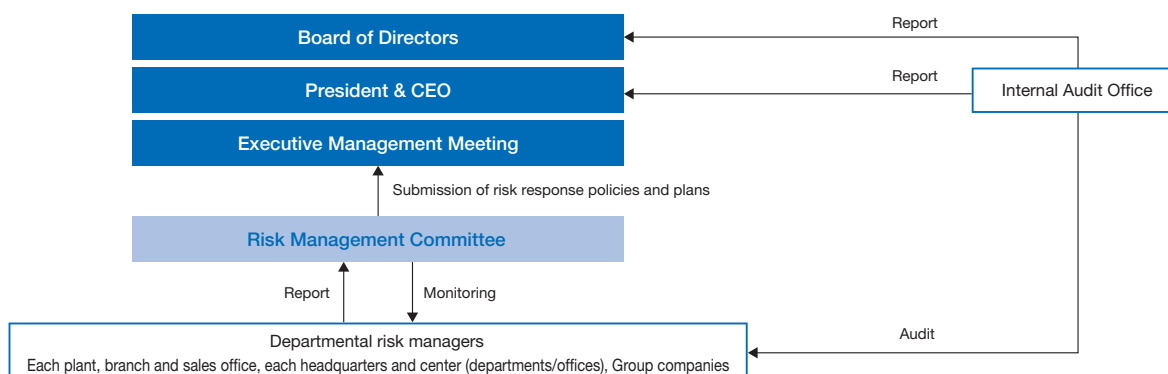 Board of Directors
Report
President & CEO
Report
Internal Audit Office
Executive Management Meeting
Submission of risk response policies and plans
Risk Management Committee
Report
Monitoring
Departmental risk managers
Audit
Each plant, branch and sales office, each headquarters and center (departments/offices), Group companies